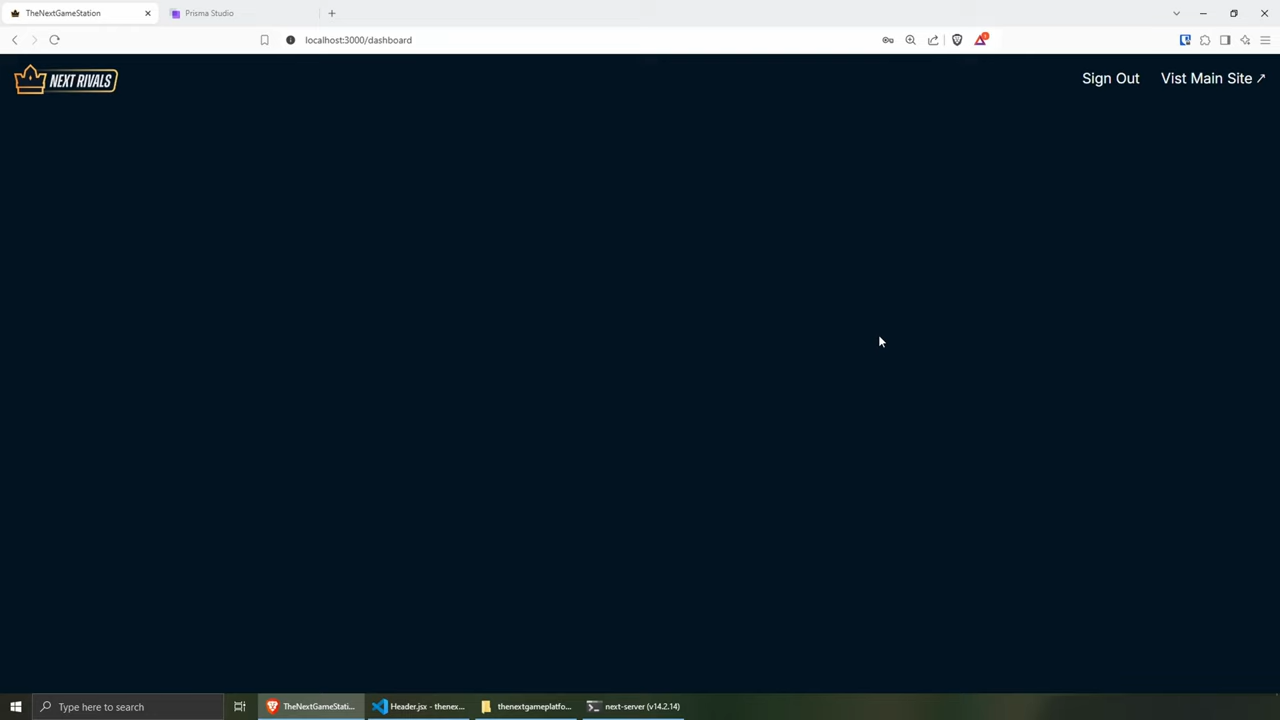 TheNextGameStation
Prisma Studio
localhost:3000/dashboard
NEXT RIVALS
Sign Out
Vist Main Site ↗
Type here to search
TheNextGameStati...
Header.jsx - thenex...
thenextgameplatfo...
next-server (v14.2.14)